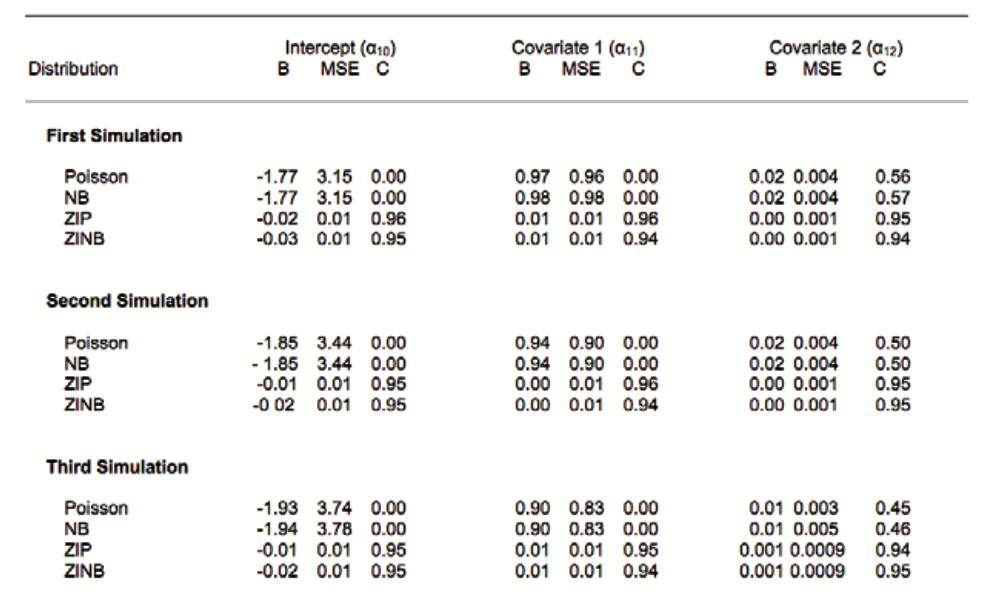 Intercept (α₁₀) Covariate 1 (α₁₁) Covariate 2 (α₁₂)
Distribution B MSE C B MSE C B MSE C
First Simulation
Poisson -1.77 3.15 0.00 0.97 0.96 0.00 0.02 0.004 0.56
NB -1.77 3.15 0.00 0.98 0.98 0.00 0.02 0.004 0.57
ZIP -0.02 0.01 0.96 0.01 0.01 0.96 0.00 0.001 0.95
ZINB -0.03 0.01 0.95 0.01 0.01 0.94 0.00 0.001 0.94
Second Simulation
Poisson -1.85 3.44 0.00 0.94 0.90 0.00 0.02 0.004 0.50
NB - 1.85 3.44 0.00 0.94 0.90 0.00 0.02 0.004 0.50
ZIP -0.01 0.01 0.95 0.00 0.01 0.96 0.00 0.001 0.95
ZINB -0 02 0.01 0.95 0.00 0.01 0.94 0.00 0.001 0.95
Third Simulation
Poisson -1.93 3.74 0.00 0.90 0.83 0.00 0.01 0.003 0.45
NB -1.94 3.78 0.00 0.90 0.83 0.00 0.01 0.005 0.46
ZIP -0.01 0.01 0.95 0.01 0.01 0.95 0.001 0.0009 0.94
ZINB -0.02 0.01 0.95 0.01 0.01 0.94 0.001 0.0009 0.95